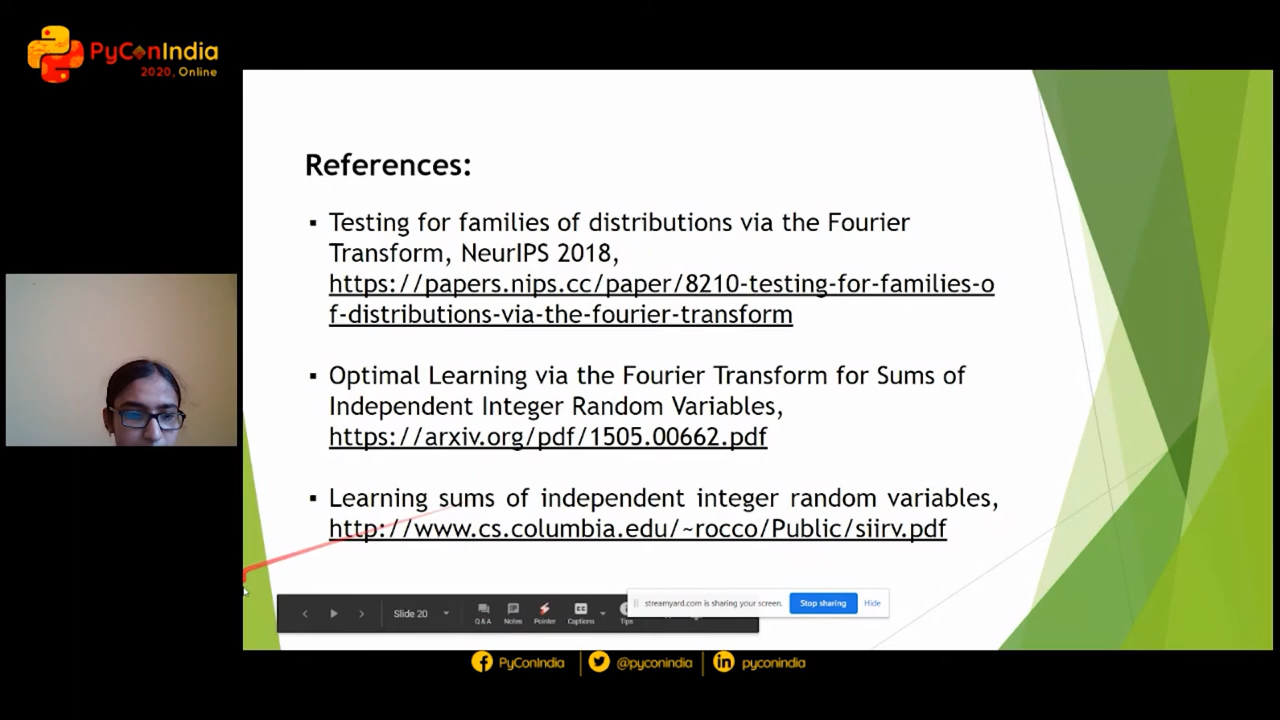 PyConIndia
2020, Online
References:
▪ Testing for families of distributions via the Fourier
Transform, NeurIPS 2018,
https://papers.nips.cc/paper/8210-testing-for-families-o
f-distributions-via-the-fourier-transform
▪ Optimal Learning via the Fourier Transform for Sums of
Independent Integer Random Variables,
https://arxiv.org/pdf/1505.00662.pdf
▪ Learning sums of independent integer random variables,
http://www.cs.columbia.edu/~rocco/Public/siirv.pdf
Slide 20
Q&A Notes Pointer Captions Tips
streamyard.com is sharing your screen. Stop sharing Hide
PyConIndia @pyconindia pyconindia